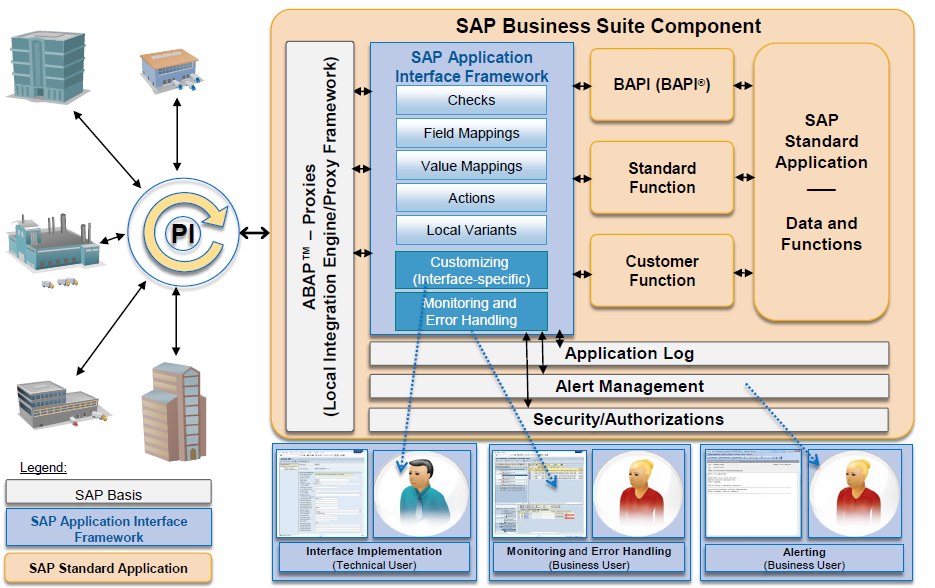 SAP Business Suite Component
ABAP™ – Proxies
(Local Integration Engine/Proxy Framework)
SAP Application
Interface Framework
Checks
Field Mappings
Value Mappings
Actions
Local Variants
Customizing
(Interface-specific)
Monitoring and
Error Handling
BAPI (BAPI®)
Standard
Function
Customer
Function
SAP
Standard
Application
Data and
Functions
PI
Application Log
Alert Management
Security/Authorizations
Legend:
SAP Basis
SAP Application Interface
Framework
SAP Standard Application
Interface Implementation
(Technical User)
Monitoring and Error Handling
(Business User)
Alerting
(Business User)